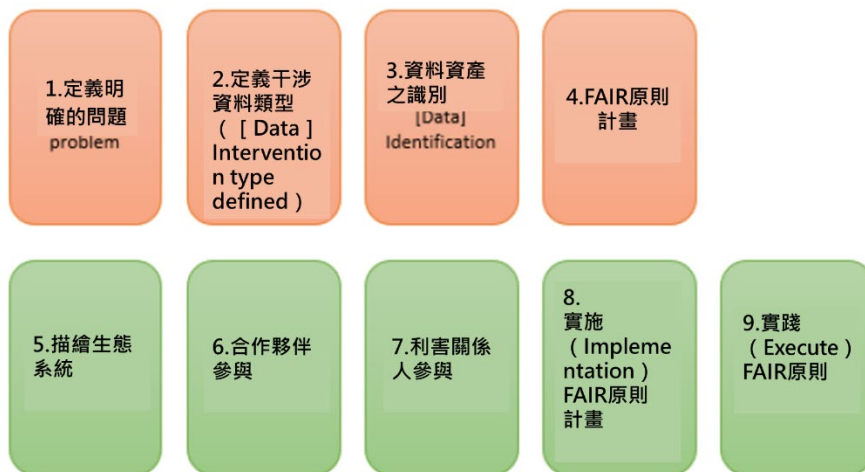 1.定義明
確的問題
problem
2.定義干涉
資料類型
（ [ Data ]
Interventio
n type
defined ）
3.資料資產
之識別
[Data]
Identification
4.FAIR原則
計畫
5.描繪生態
系統
6.合作夥伴
參與
7.利害關係
人參與
8.
實施
（Impleme
ntation）
FAIR原則
計畫
9.實踐
（Execute）
FAIR原則